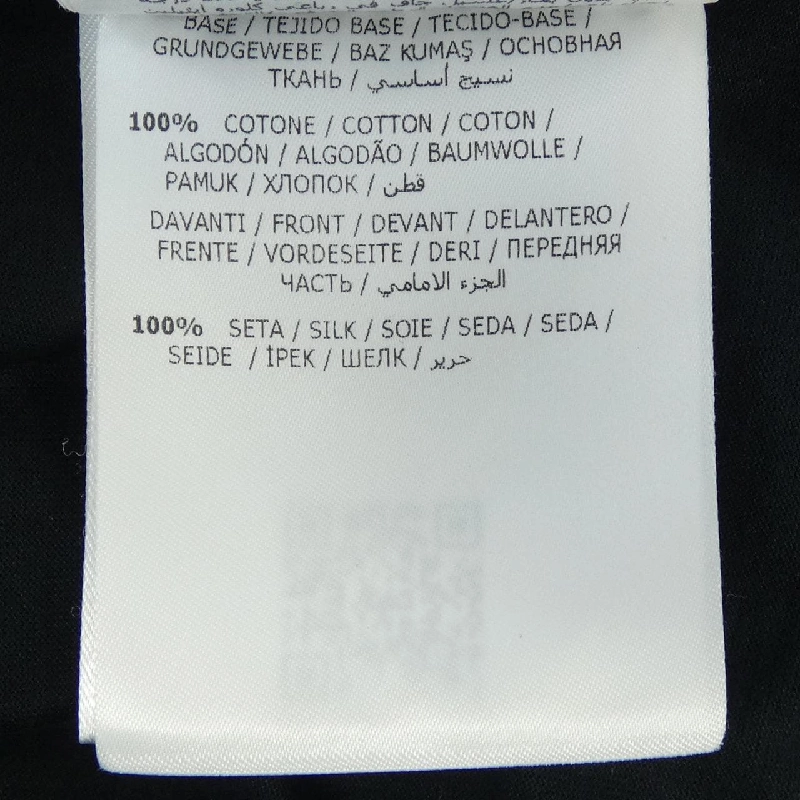 BASE / TEJIDO BASE / TECIDO-BASE /
GRUNDGEWEBE / BAZ KUMAŞ / ОСНОВНАЯ
ТКАНЬ / نسيج أساسي
100% COTONE / COTTON / COTON /
ALGODÓN / ALGODÃO / BAUMWOLLE /
PAMUK / ХЛОПОК / قطن
DAVANTI / FRONT / DEVANT / DELANTERO /
FRENTE / VORDESEITE / DERI / ПЕРЕДНЯЯ
ЧАСТЬ / الجزء الامامي
100% SETA / SILK / SOIE / SEDA / SEDA /
SEIDE / İPEK / ШЕЛК / حرير